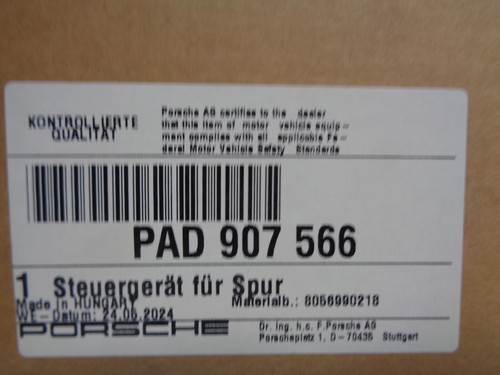 KONTROLLIERTE
QUALITÄT
Porsche AG certifies to the dealer
that this item of motor vehicle equip-
ment complies with all applicable Fe-
deral Motor Vehicle Safety Standards
PAD 907 566
1 Steuergerät für Spur
Made in HUNGARY Materialb.: 8056990218
WE-Datum: 24.05.2024
PORSCHE
Dr. Ing. h.c. F.Porsche AG
Porscheplatz 1, D-70435 Stuttgart